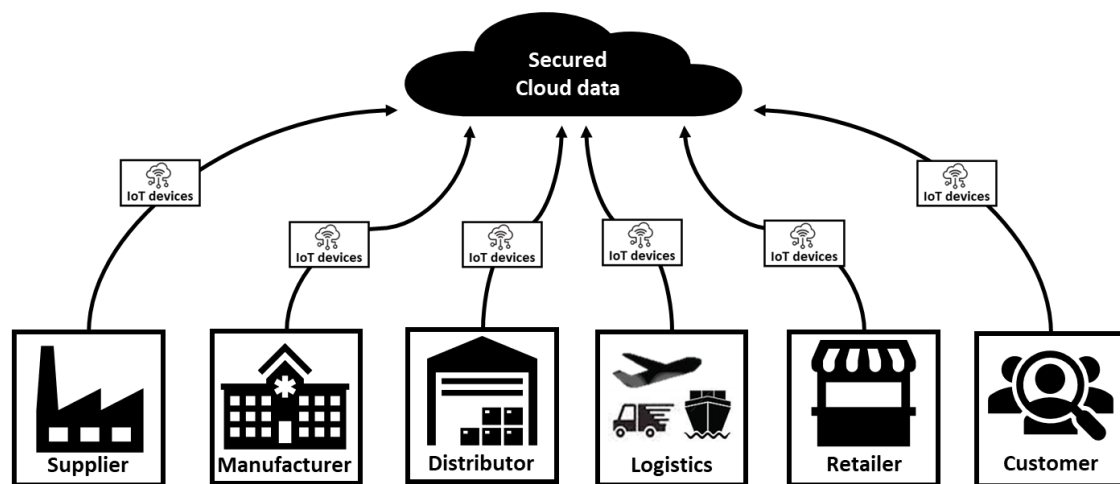 Secured
Cloud data
IoT devices
IoT devices
IoT devices
IoT devices
IoT devices
IoT devices
Supplier
Manufacturer
Distributor
Logistics
Retailer
Customer